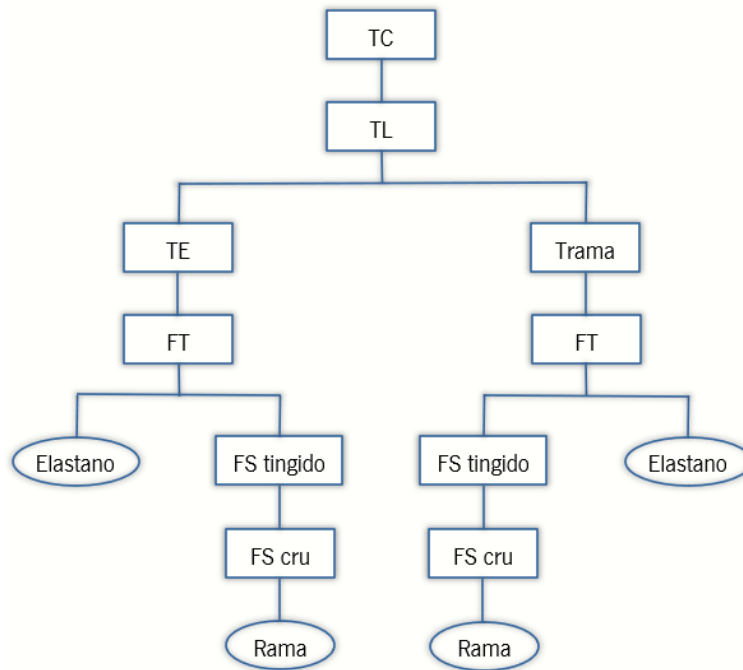 TC
TL
TE
Trama
FT
FT
Elastano
FS tingido
FS tingido
Elastano
FS cru
FS cru
Rama
Rama